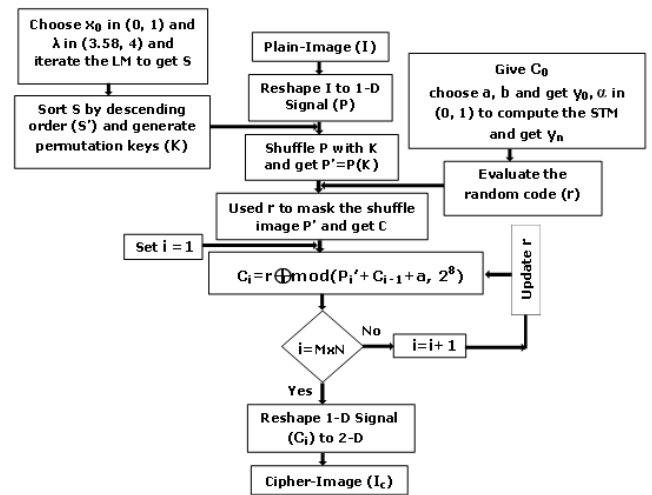 Choose x₀ in (0, 1) and
λ in (3.58, 4) and
iterate the LM to get S
Sort S by descending
order (S') and generate
permutation keys (K)
Plain-Image (I)
Reshape I to 1-D
Signal (P)
Shuffle P with K
and get P'=P(K)
Give C₀
choose a, b and get y₀, α in
(0, 1) to compute the STM
and get yₙ
Evaluate the
random code (r)
Used r to mask the shuffle
image P' and get C
Set i = 1
Cᵢ=r⊕mod(Pᵢ'+Cᵢ₋₁+a, 2⁸)
Update r
i=MxN
No
i=i+ 1
Yes
Reshape 1-D Signal
(Cᵢ) to 2-D
Cipher-Image (I꜀)